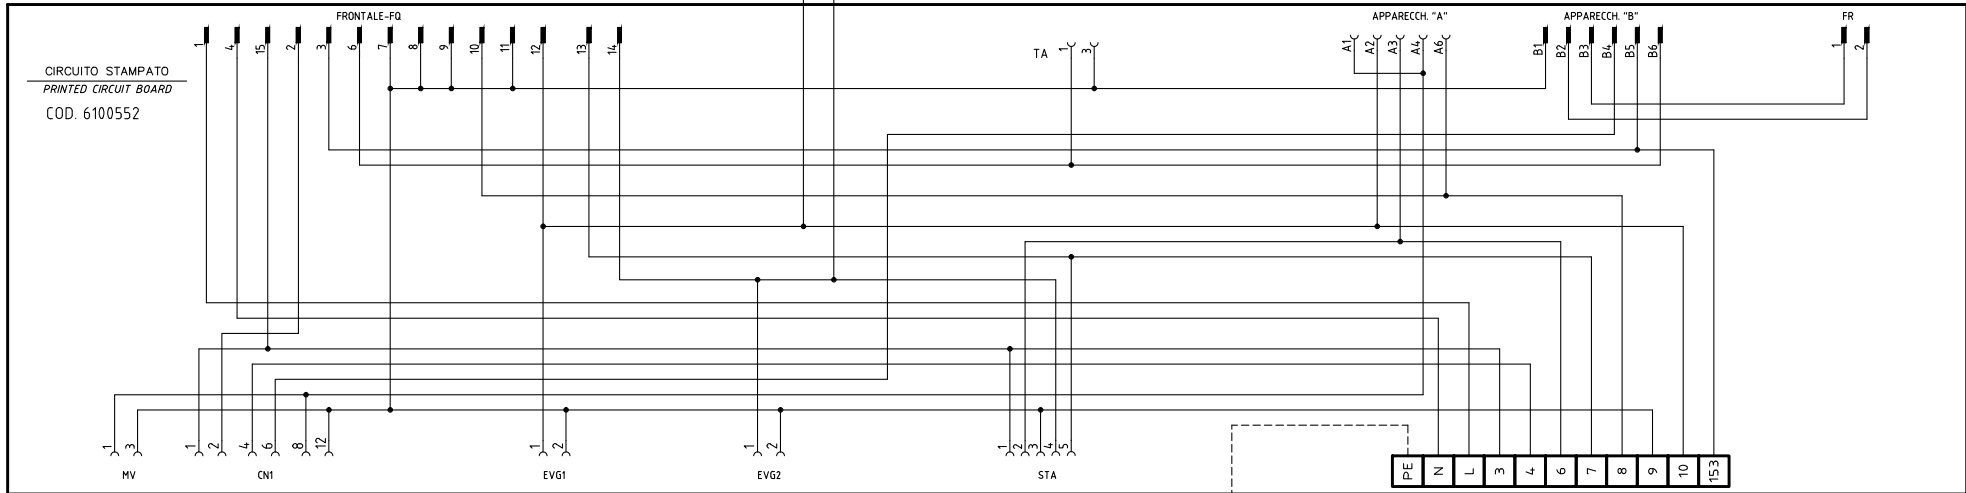 FRONTALE-FQ
APPARECCH. "A"
APPARECCH. "B"
FR
1 4 15 2 3 6 7 8 9 10 11 12 13 14
TA 1 3
A1 A2 A3 A4 A6
B1 B2 B3 B4 B5 B6
1 2
CIRCUITO STAMPATO
PRINTED CIRCUIT BOARD
COD. 6100552
1 3
1 2 4 6 8 12
1 2
1 2
1 2 3 4 5
PE N L 3 4 6 7 8 9 10 153
MV
CN1
EVG1
EVG2
STA